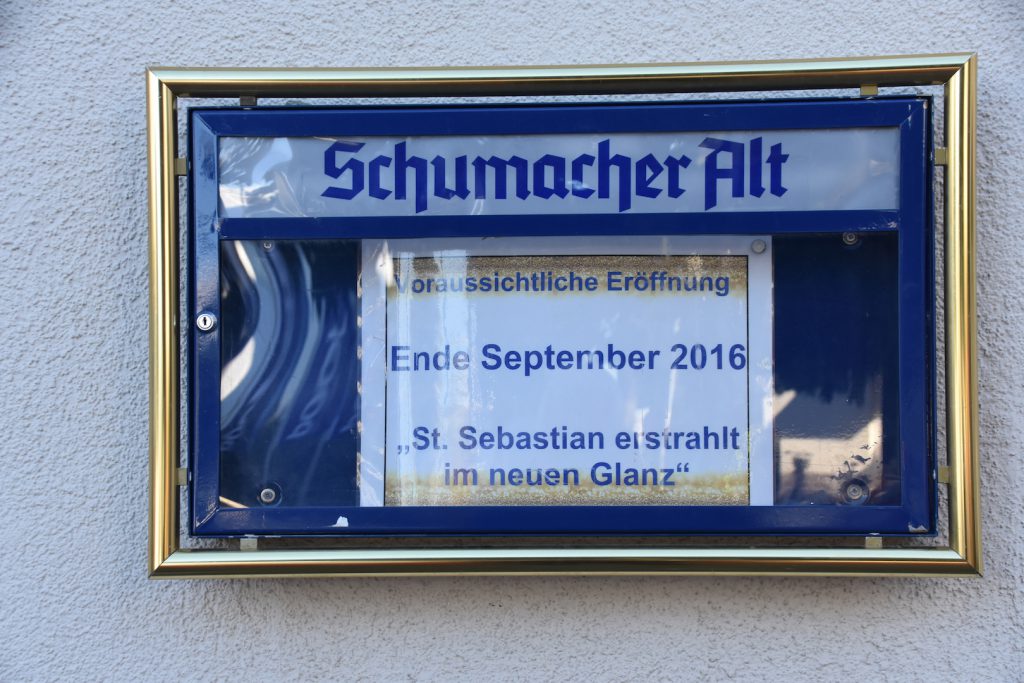 Schumacher Alt
Voraussichtliche Eröffnung
Ende September 2016
„St. Sebastian erstrahlt
im neuen Glanz“